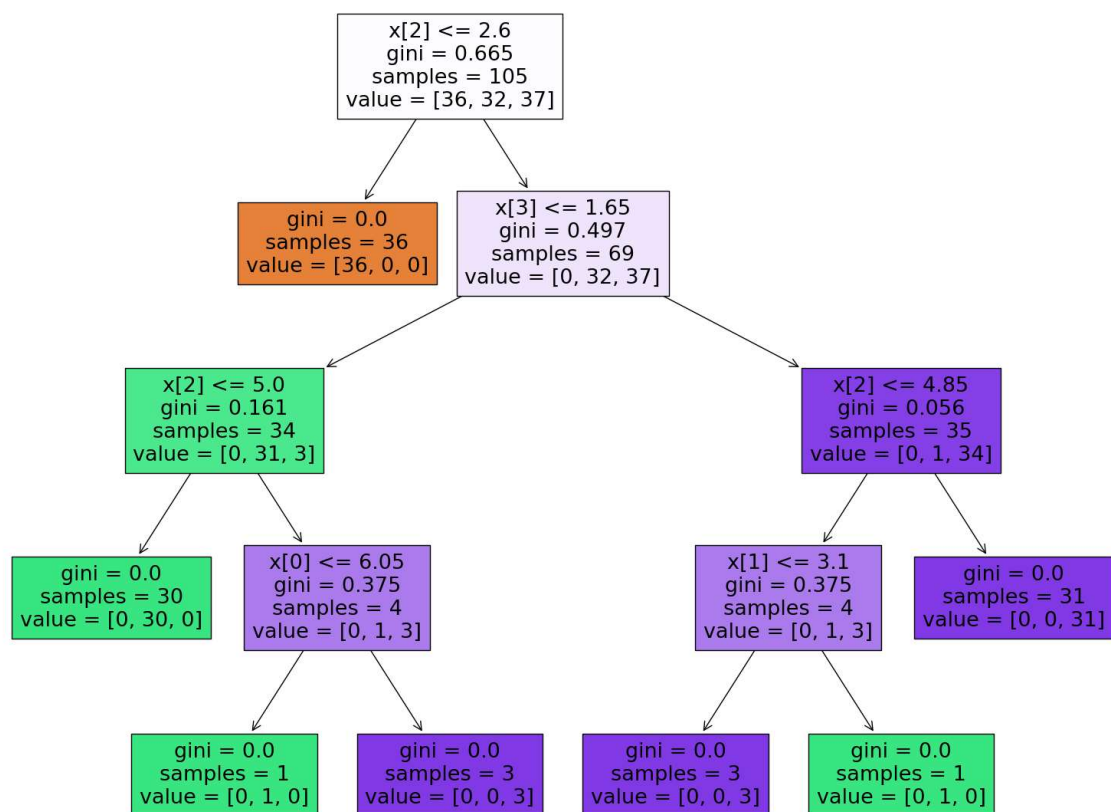 x[2] <= 2.6
gini = 0.665
samples = 105
value = [36, 32, 37]
gini = 0.0
samples = 36
value = [36, 0, 0]
x[3] <= 1.65
gini = 0.497
samples = 69
value = [0, 32, 37]
x[2] <= 5.0
gini = 0.161
samples = 34
value = [0, 31, 3]
x[2] <= 4.85
gini = 0.056
samples = 35
value = [0, 1, 34]
gini = 0.0
samples = 30
value = [0, 30, 0]
x[0] <= 6.05
gini = 0.375
samples = 4
value = [0, 1, 3]
x[1] <= 3.1
gini = 0.375
samples = 4
value = [0, 1, 3]
gini = 0.0
samples = 31
value = [0, 0, 31]
gini = 0.0
samples = 1
value = [0, 1, 0]
gini = 0.0
samples = 3
value = [0, 0, 3]
gini = 0.0
samples = 3
value = [0, 0, 3]
gini = 0.0
samples = 1
value = [0, 1, 0]